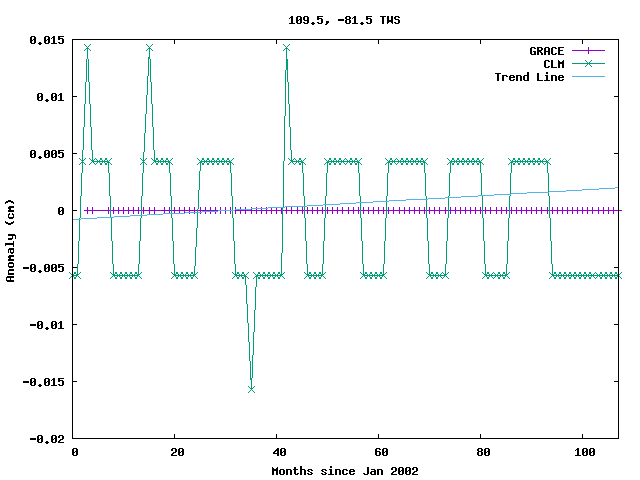 109.5, -81.5 TWS
GRACE
CLM
Trend Line
0.015
0.01
0.005
0
-0.005
-0.01
-0.015
-0.02
Anomaly (cm)
0 20 40 60 80 100
Months since Jan 2002